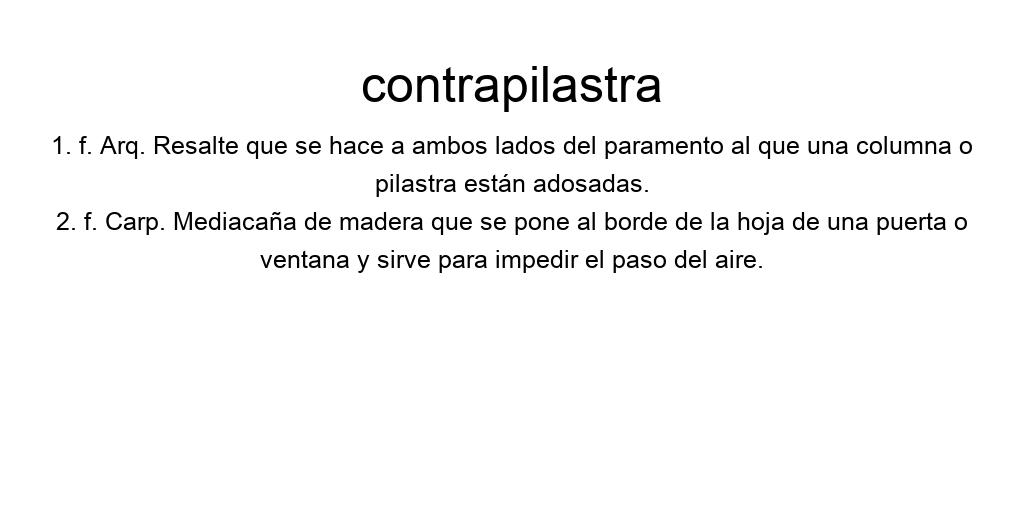 contrapilastra
1. f. Arq. Resalte que se hace a ambos lados del paramento al que una columna o
pilastra están adosadas.
2. f. Carp. Mediacaña de madera que se pone al borde de la hoja de una puerta o
ventana y sirve para impedir el paso del aire.